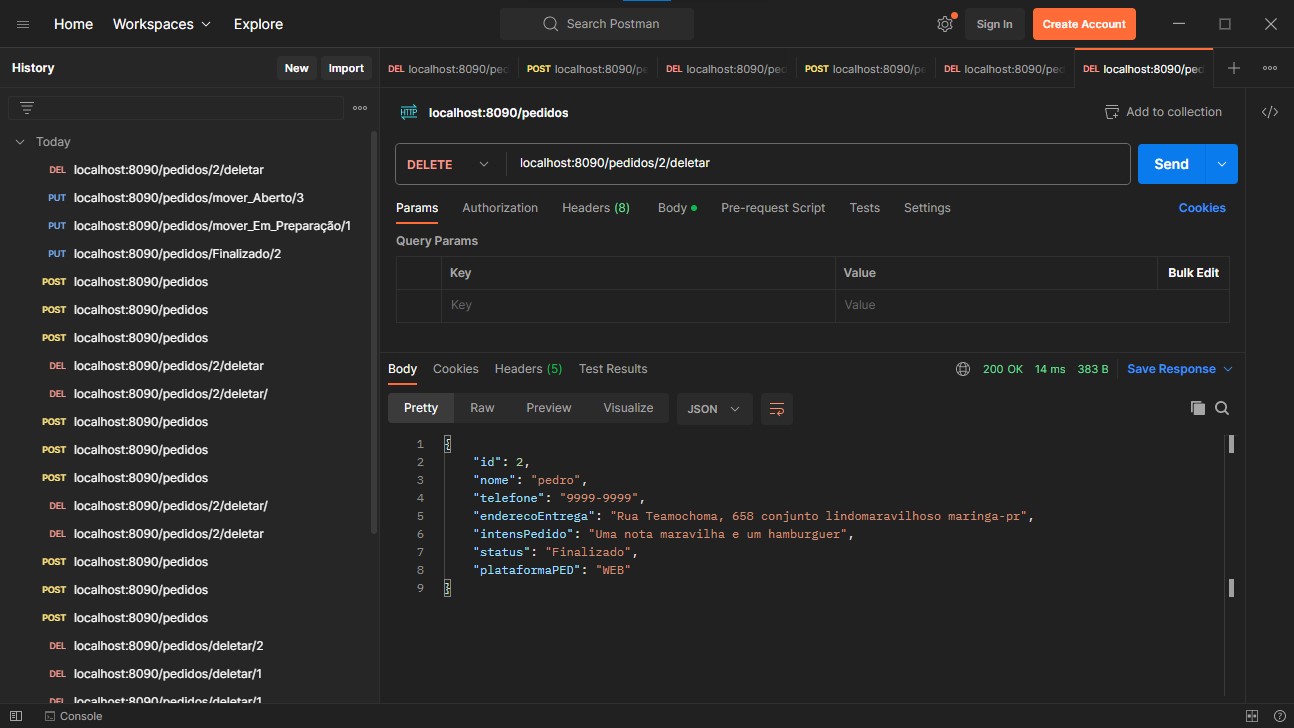 Home Workspaces Explore Search Postman Sign In Create Account
History New Import
DEL localhost:8090/ped POST localhost:8090/pe DEL localhost:8090/ped POST localhost:8090/pe DEL localhost:8090/ped DEL localhost:8090/ped
HTTP localhost:8090/pedidos Add to collection
Today
DEL localhost:8090/pedidos/2/deletar
PUT localhost:8090/pedidos/mover_Aberto/3
PUT localhost:8090/pedidos/mover_Em_Preparação/1
PUT localhost:8090/pedidos/Finalizado/2
POST localhost:8090/pedidos
POST localhost:8090/pedidos
POST localhost:8090/pedidos
DEL localhost:8090/pedidos/2/deletar
DEL localhost:8090/pedidos/2/deletar/
POST localhost:8090/pedidos
POST localhost:8090/pedidos
POST localhost:8090/pedidos
DEL localhost:8090/pedidos/2/deletar/
DEL localhost:8090/pedidos/2/deletar
POST localhost:8090/pedidos
POST localhost:8090/pedidos
POST localhost:8090/pedidos
DEL localhost:8090/pedidos/deletar/2
DEL localhost:8090/pedidos/deletar/1
DEL localhost:8090/pedidos/deletar/1
DELETE localhost:8090/pedidos/2/deletar Send
Params Authorization Headers (8) Body Pre-request Script Tests Settings Cookies
Query Params
Key Value Bulk Edit
Key Value
Body Cookies Headers (5) Test Results 200 OK 14 ms 383 B Save Response
Pretty Raw Preview Visualize JSON
1 {
2 "id": 2,
3 "nome": "pedro",
4 "telefone": "9999-9999",
5 "enderecoEntrega": "Rua Teamochoma, 658 conjunto lindomaravilhoso maringa-pr",
6 "intensPedido": "Uma nota maravilha e um hamburguer",
7 "status": "Finalizado",
8 "plataformaPED": "WEB"
9 }
Console